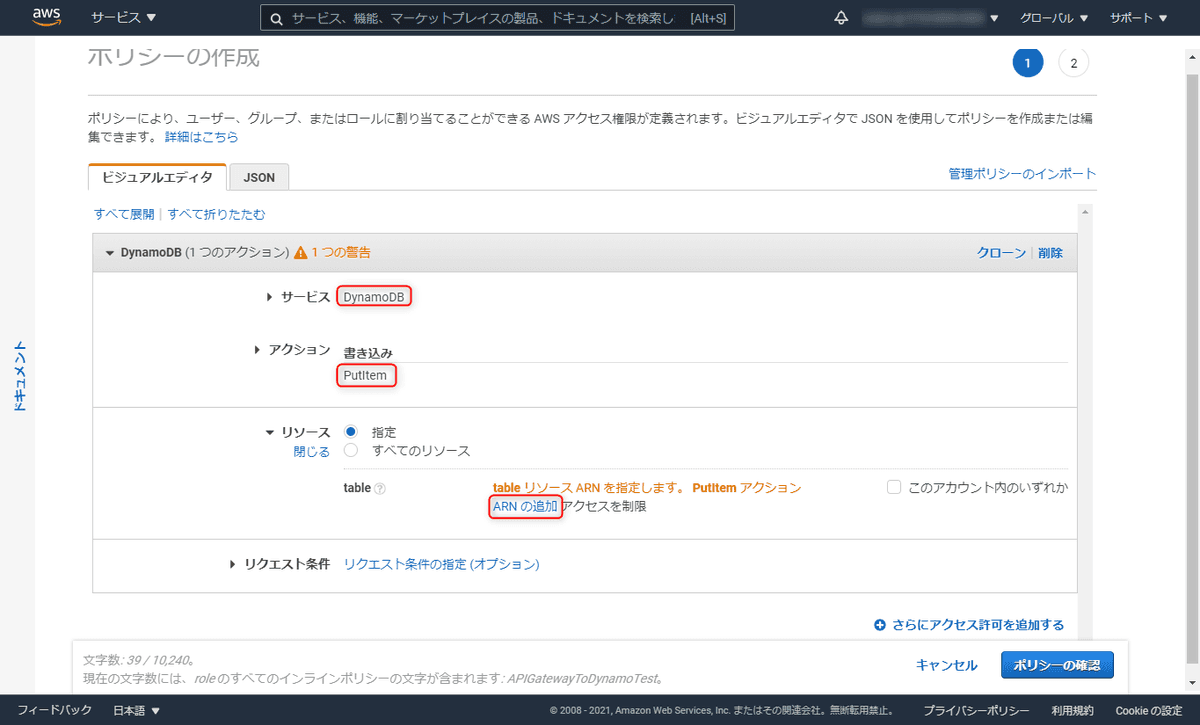 aws サービス サービス、機能、マーケットプレイスの製品、ドキュメントを検索し [Alt+S] グローバル サポート
ポリシーの作成
1 2
ポリシーにより、ユーザー、グループ、またはロールに割り当てることができる AWS アクセス権限が定義されます。ビジュアルエディタで JSON を使用してポリシーを作成または編
集できます。 詳細はこちら
ビジュアルエディタ JSON 管理ポリシーのインポート
すべて展開 | すべて折りたたむ
DynamoDB (1 つのアクション) 1 つの警告 クローン | 削除
サービス DynamoDB
アクション 書き込み
PutItem
リソース 指定
閉じる すべてのリソース
table table リソース ARN を指定します。 PutItem アクション このアカウント内のいずれか
ARN の追加 アクセスを制限
リクエスト条件 リクエスト条件の指定 (オプション)
さらにアクセス許可を追加する
ドキュメント
文字数: 39 / 10,240。
現在の文字数には、role のすべてのインラインポリシーの文字が含まれます: APIGatewayToDynamoTest。
キャンセル ポリシーの確認
フィードバック 日本語 © 2008 - 2021, Amazon Web Services, Inc. またはその関連会社。無断転用禁止。 プライバシーポリシー 利用規約 Cookie の設定